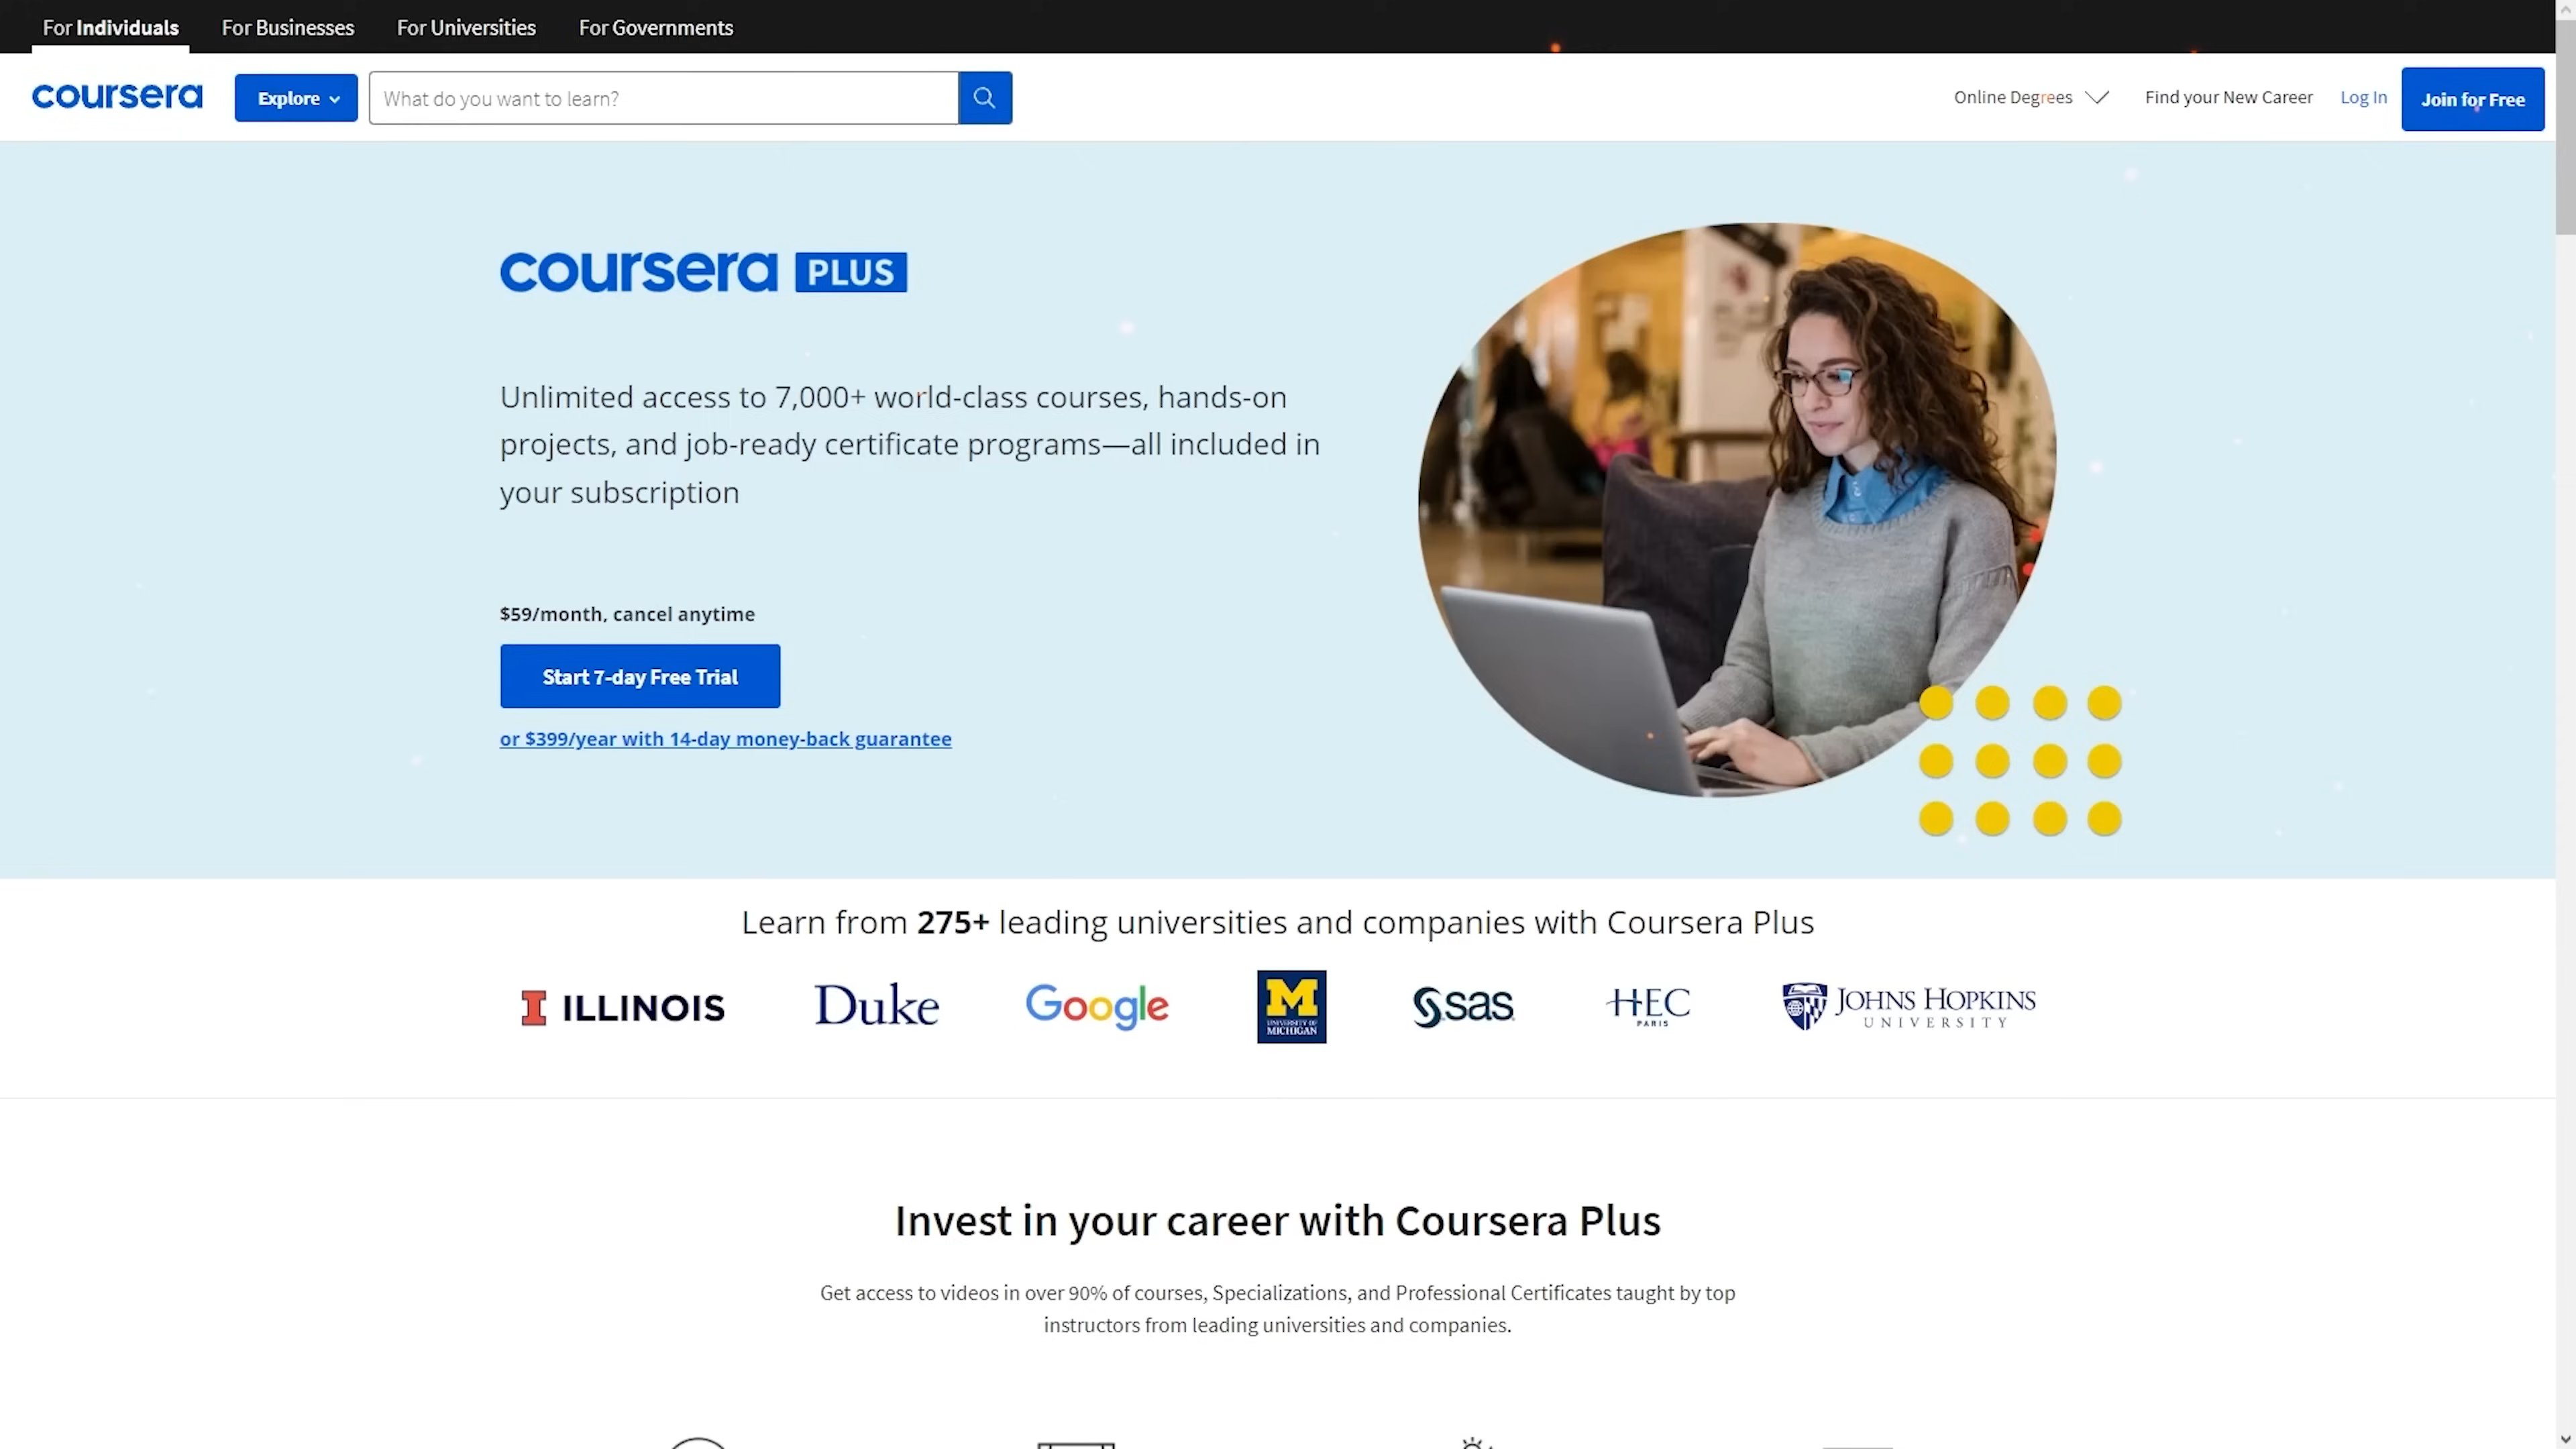 For Individuals For Businesses For Universities For Governments
coursera Explore What do you want to learn? Online Degrees Find your New Career Log In Join for Free
coursera PLUS
Unlimited access to 7,000+ world-class courses, hands-on
projects, and job-ready certificate programs—all included in
your subscription
$59/month, cancel anytime
Start 7-day Free Trial
or $399/year with 14-day money-back guarantee
Learn from 275+ leading universities and companies with Coursera Plus
I ILLINOIS
Duke
Google
M
UNIVERSITY OF
MICHIGAN
sas
HEC
PARIS
JOHNS HOPKINS
UNIVERSITY
Invest in your career with Coursera Plus
Get access to videos in over 90% of courses, Specializations, and Professional Certificates taught by top
instructors from leading universities and companies.